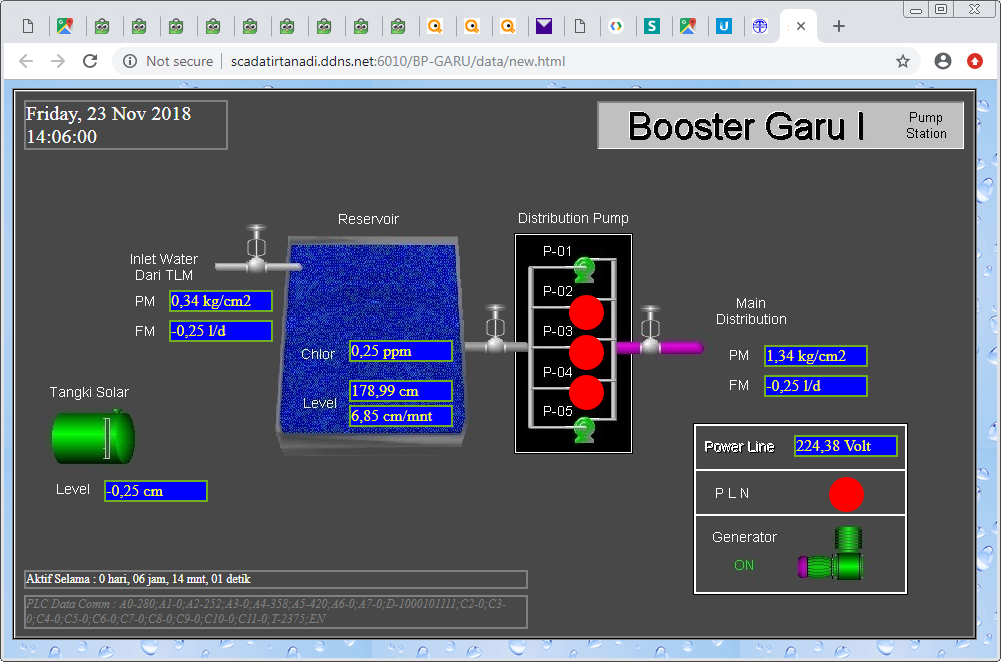 Not secure
scadatirtanadi.ddns.net:6010/BP-GARU/data/new.html
Friday, 23 Nov 2018
14:06:00
Booster Garu I
Pump
Station
Reservoir
Distribution Pump
Inlet Water
Dari TLM
PM 0,34 kg/cm2
FM -0,25 l/d
P-01
P-02
P-03
P-04
P-05
Main
Distribution
PM 1,34 kg/cm2
FM -0,25 l/d
Chlor 0,25 ppm
Level 178,99 cm
6,85 cm/mnt
Tangki Solar
Level -0,25 cm
Power Line 224,38 Volt
P L N
Generator
ON
Aktif Selama : 0 hari, 06 jam, 14 mnt, 01 detik
PLC Data Comm : A0-280;A1-0;A2-252;A3-0;A4-358;A5-420;A6-0;A7-0;D-1000101111;C2-0;C3-
0;C4-0;C5-0;C6-0;C7-0;C8-0;C9-0;C10-0;C11-0;T-2375;EN